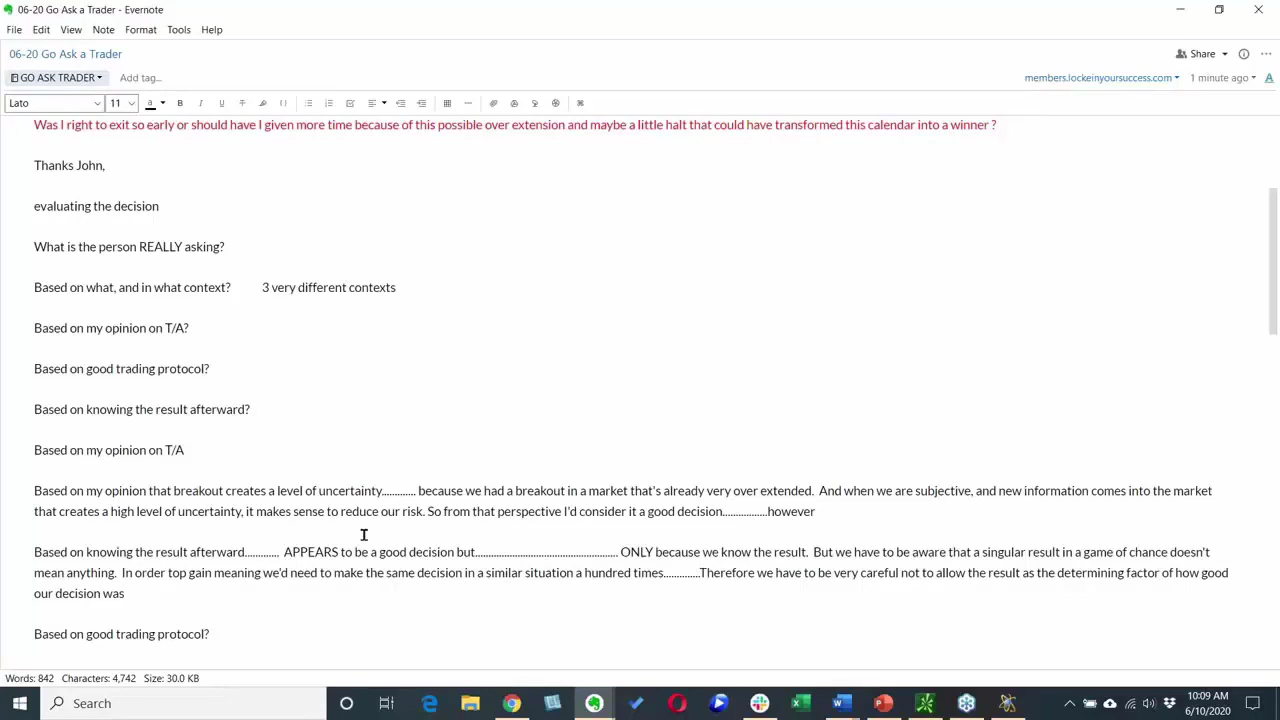 06-20 Go Ask a Trader - Evernote
File Edit View Note Format Tools Help
06-20 Go Ask a Trader
Share
GO ASK TRADER
Add tag...
members.lockeinyoursuccess.com
1 minute ago
Lato 11
Was I right to exit so early or should have I given more time because of this possible over extension and maybe a little halt that could have transformed this calendar into a winner ?
Thanks John,
evaluating the decision
What is the person REALLY asking?
Based on what, and in what context? 3 very different contexts
Based on my opinion on T/A?
Based on good trading protocol?
Based on knowing the result afterward?
Based on my opinion on T/A
Based on my opinion that breakout creates a level of uncertainty............. because we had a breakout in a market that's already very over extended. And when we are subjective, and new information comes into the market
that creates a high level of uncertainty, it makes sense to reduce our risk. So from that perspective I'd consider it a good decision.................however
Based on knowing the result afterward............. APPEARS to be a good decision but...................................................... ONLY because we know the result. But we have to be aware that a singular result in a game of chance doesn't
mean anything. In order top gain meaning we'd need to make the same decision in a similar situation a hundred times..............Therefore we have to be very careful not to allow the result as the determining factor of how good
our decision was
Based on good trading protocol?
Words: 842 Characters: 4,742 Size: 30.0 KB
Search
10:09 AM
6/10/2020